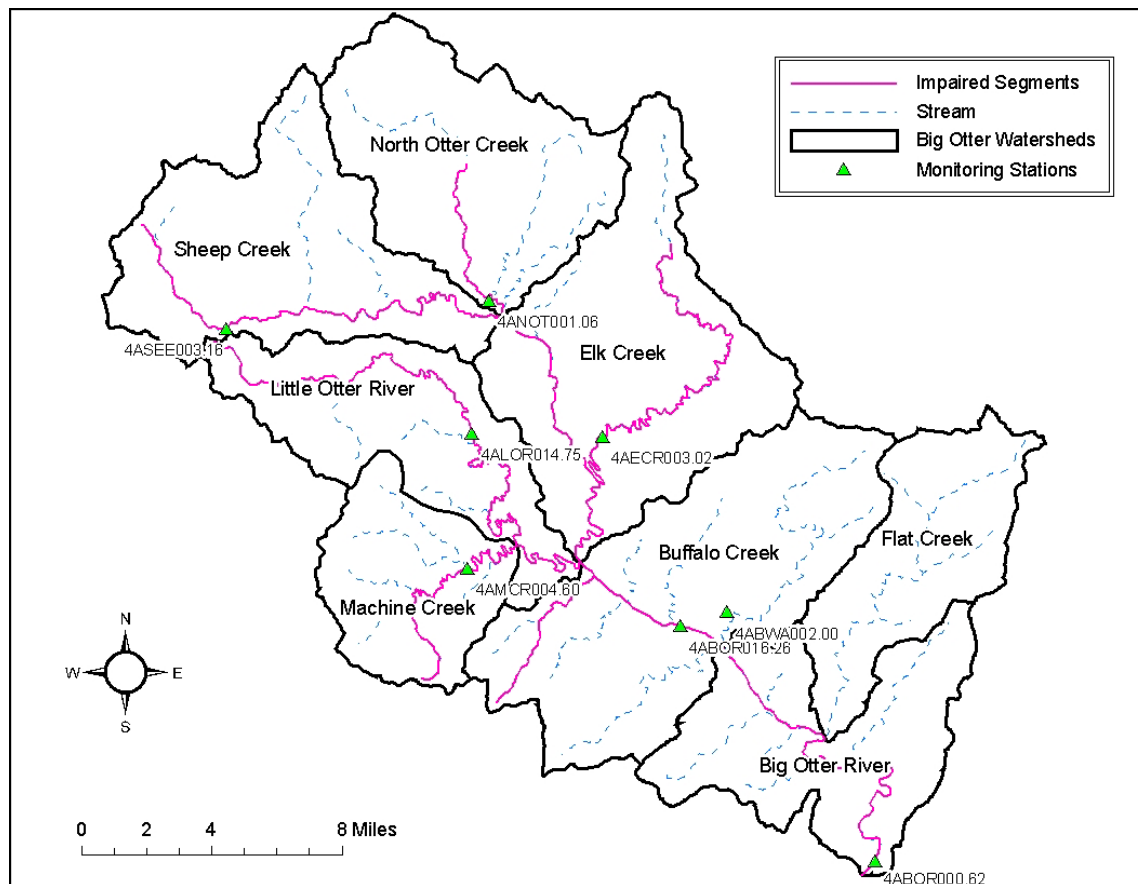 Impaired Segments
Stream
Big Otter Watersheds
Monitoring Stations
North Otter Creek
Sheep Creek
4ANOT001.06
4ASEE003.16
Elk Creek
Little Otter River
4ALOR014.75
4AECR003.02
Buffalo Creek
Flat Creek
4AMCR004.60
Machine Creek
4ABWA002.00
4ABOR016.26
N
W
E
S
Big Otter River
0 2 4 8 Miles
4ABOR000.62